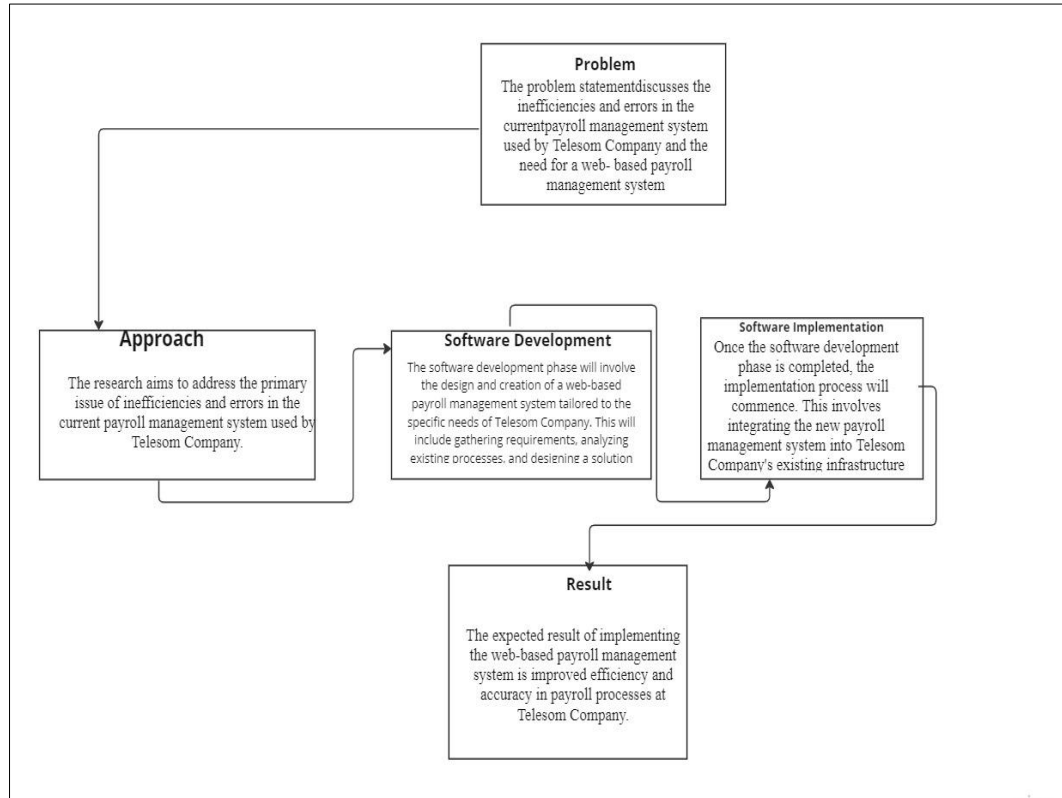 Problem
The problem statementdiscusses the
inefficiencies and errors in the
currentpayroll management system
used by Telesom Company and the
need for a web- based payroll
management system
Approach
The research aims to address the primary
issue of inefficiencies and errors in the
current payroll management system used by
Telesom Company.
Software Development
The software development phase will involve
the design and creation of a web-based
payroll management system tailored to the
specific needs of Telesom Company. This will
include gathering requirements, analyzing
existing processes, and designing a solution
Software Implementation
Once the software development
phase is completed, the
implementation process will
commence. This involves
integrating the new payroll
management system into Telesom
Company's existing infrastructure
Result
The expected result of implementing
the web-based payroll management
system is improved efficiency and
accuracy in payroll processes at
Telesom Company.